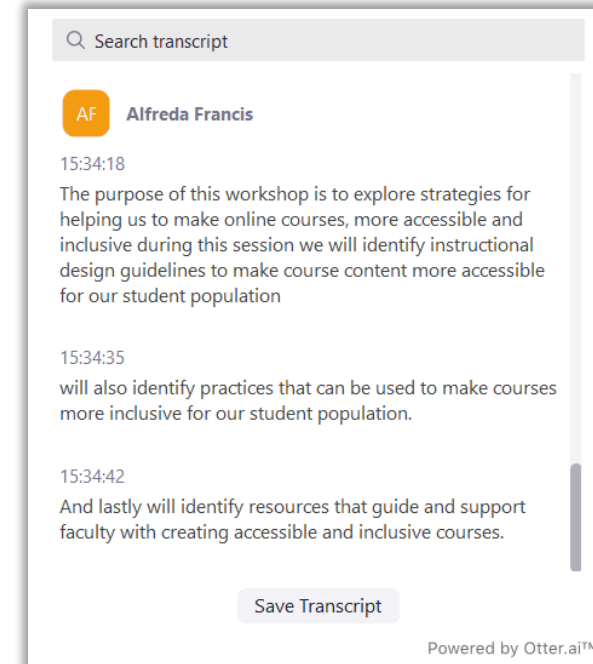 Search transcript
AF Alfreda Francis
15:34:18
The purpose of this workshop is to explore strategies for
helping us to make online courses, more accessible and
inclusive during this session we will identify instructional
design guidelines to make course content more accessible
for our student population
15:34:35
will also identify practices that can be used to make courses
more inclusive for our student population.
15:34:42
And lastly will identify resources that guide and support
faculty with creating accessible and inclusive courses.
Save Transcript
Powered by Otter.ai™